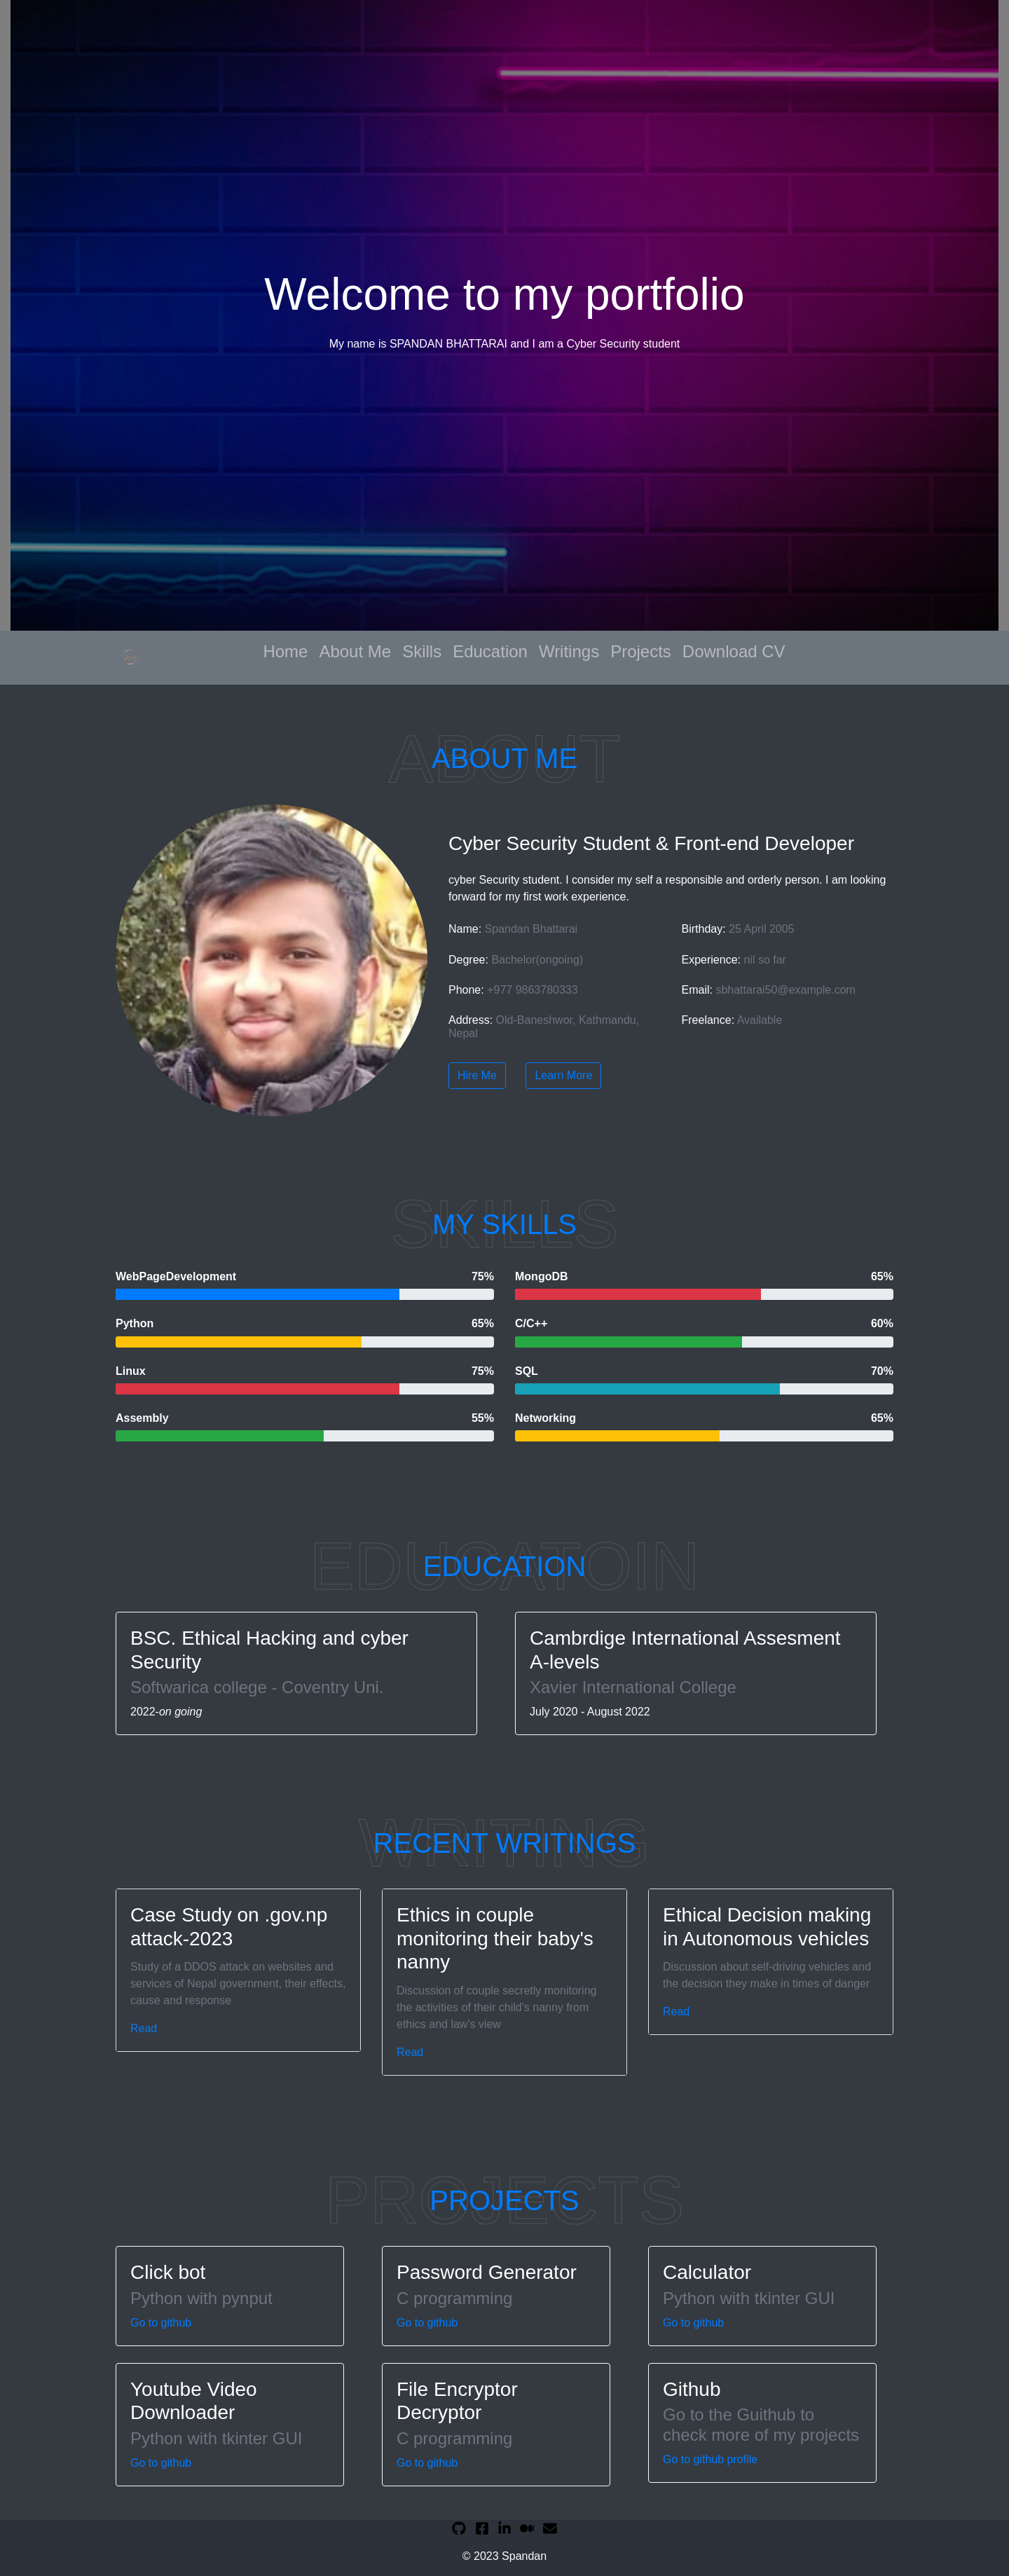 Welcome to my portfolio
My name is SPANDAN BHATTARAI and I am a Cyber Security student
Home About Me Skills Education Writings Projects Download CV
ABOUT
ABOUT ME
Cyber Security Student & Front-end Developer
cyber Security student. I consider my self a responsible and orderly person. I am looking
forward for my first work experience.
Name: Spandan Bhattarai
Birthday: 25 April 2005
Degree: Bachelor(ongoing)
Experience: nil so far
Phone: +977 9863780333
Email: sbhattarai50@example.com
Address: Old-Baneshwor, Kathmandu,
Nepal
Freelance: Available
Hire Me
Learn More
SKILLS
MY SKILLS
WebPageDevelopment 75%
MongoDB 65%
Python 65%
C/C++ 60%
Linux 75%
SQL 70%
Assembly 55%
Networking 65%
EDUCATOIN
EDUCATION
BSC. Ethical Hacking and cyber
Security
Softwarica college - Coventry Uni.
2022-on going
Cambrdige International Assesment
A-levels
Xavier International College
July 2020 - August 2022
WRITING
RECENT WRITINGS
Case Study on .gov.np
attack-2023
Study of a DDOS attack on websites and
services of Nepal government, their effects,
cause and response
Read
Ethics in couple
monitoring their baby's
nanny
Discussion of couple secretly monitoring
the activities of their child's nanny from
ethics and law's view
Read
Ethical Decision making
in Autonomous vehicles
Discussion about self-driving vehicles and
the decision they make in times of danger
Read
PROJECTS
PROJECTS
Click bot
Python with pynput
Go to github
Password Generator
C programming
Go to github
Calculator
Python with tkinter GUI
Go to github
Youtube Video
Downloader
Python with tkinter GUI
Go to github
File Encryptor
Decryptor
C programming
Go to github
Github
Go to the Guithub to
check more of my projects
Go to github profile
© 2023 Spandan